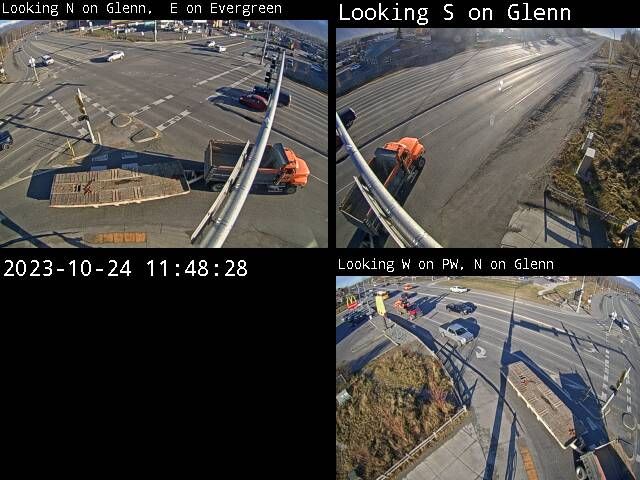 Looking N on Glenn, E on Evergreen
Looking S on Glenn
2023-10-24 11:48:28
Looking W on PW, N on Glenn